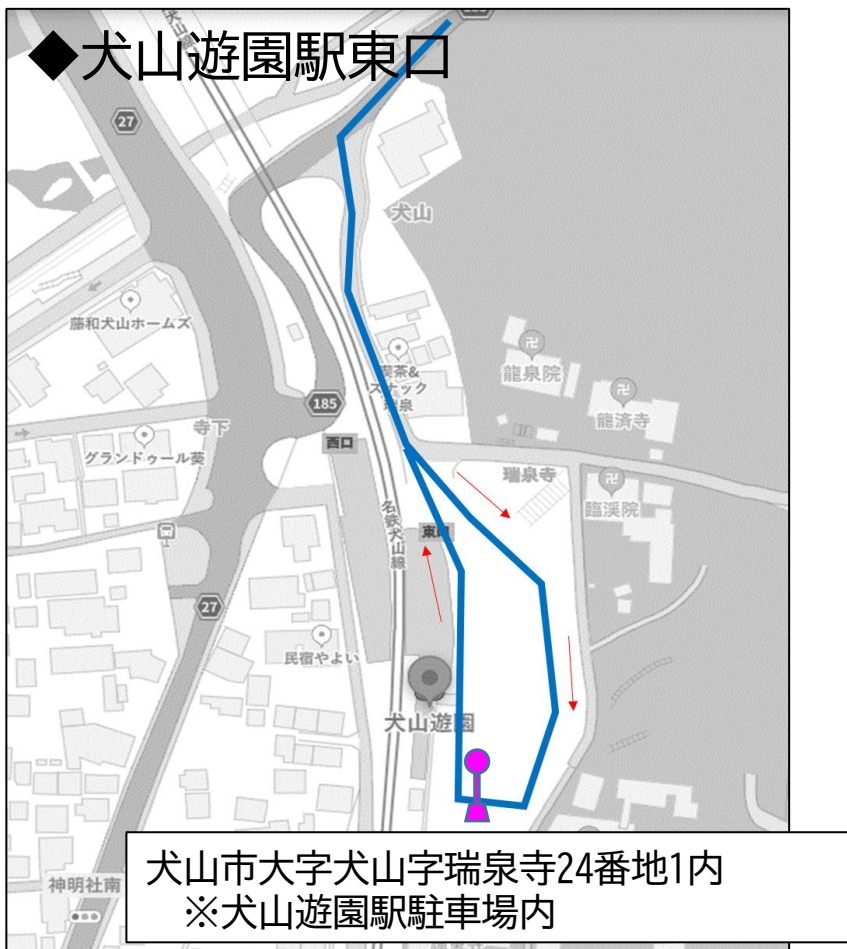 ◆犬山遊園駅東口
27
犬山
藤和犬山ホームズ
喫茶&
スナック
瑞泉
龍泉院
龍済寺
185
寺下
西口
グランドゥール葵
瑞泉寺
臨渓院
名鉄犬山線
東口
27
民宿やよい
犬山遊園
神明社南
犬山市大字犬山字瑞泉寺24番地1内
※犬山遊園駅駐車場内